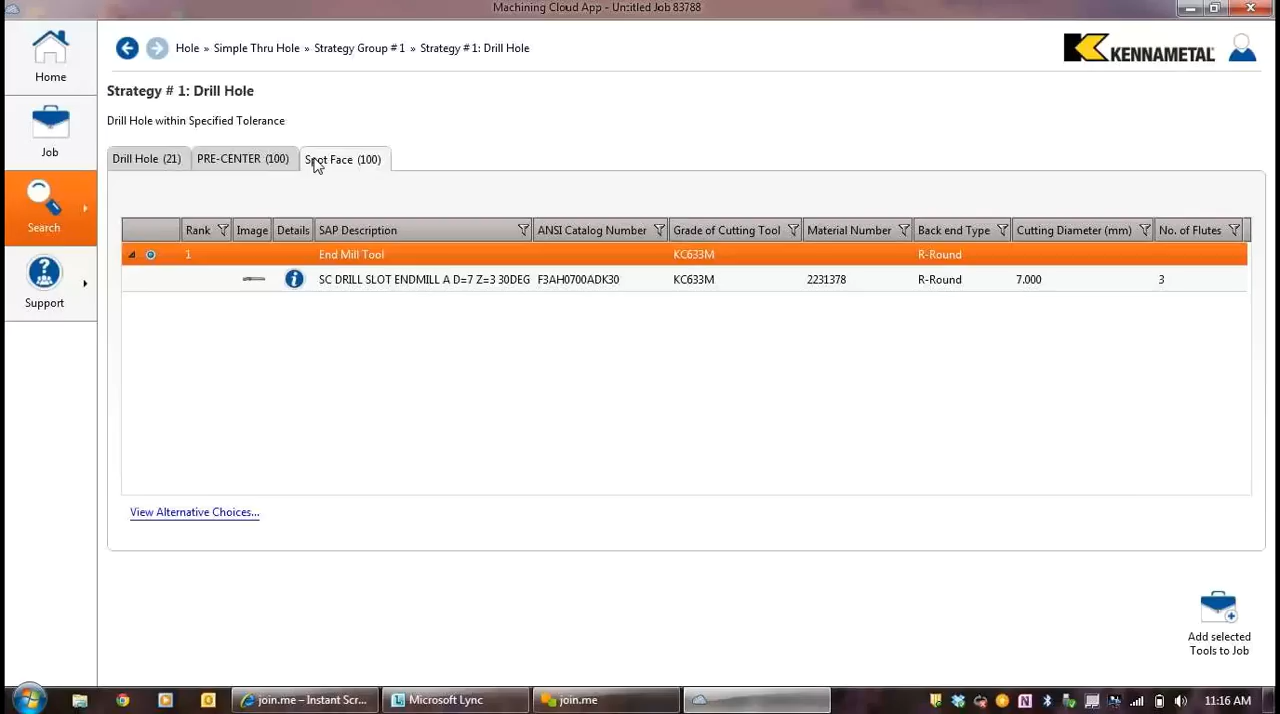 Machining Cloud App - Untitled Job 83788
Home
Job
Search
Support
Hole » Simple Thru Hole » Strategy Group # 1 » Strategy # 1: Drill Hole
KENNAMETAL
Strategy # 1: Drill Hole
Drill Hole within Specified Tolerance
Drill Hole (21) PRE-CENTER (100) Spot Face (100)
Rank Image Details SAP Description ANSI Catalog Number Grade of Cutting Tool Material Number Back end Type Cutting Diameter (mm) No. of Flutes
1 End Mill Tool KC633M R-Round
SC DRILL SLOT ENDMILL A D=7 Z=3 30DEG F3AH0700ADK30 KC633M 2231378 R-Round 7.000 3
View Alternative Choices...
Add selected
Tools to Job
join.me – Instant Scr... Microsoft Lync join.me 11:16 AM